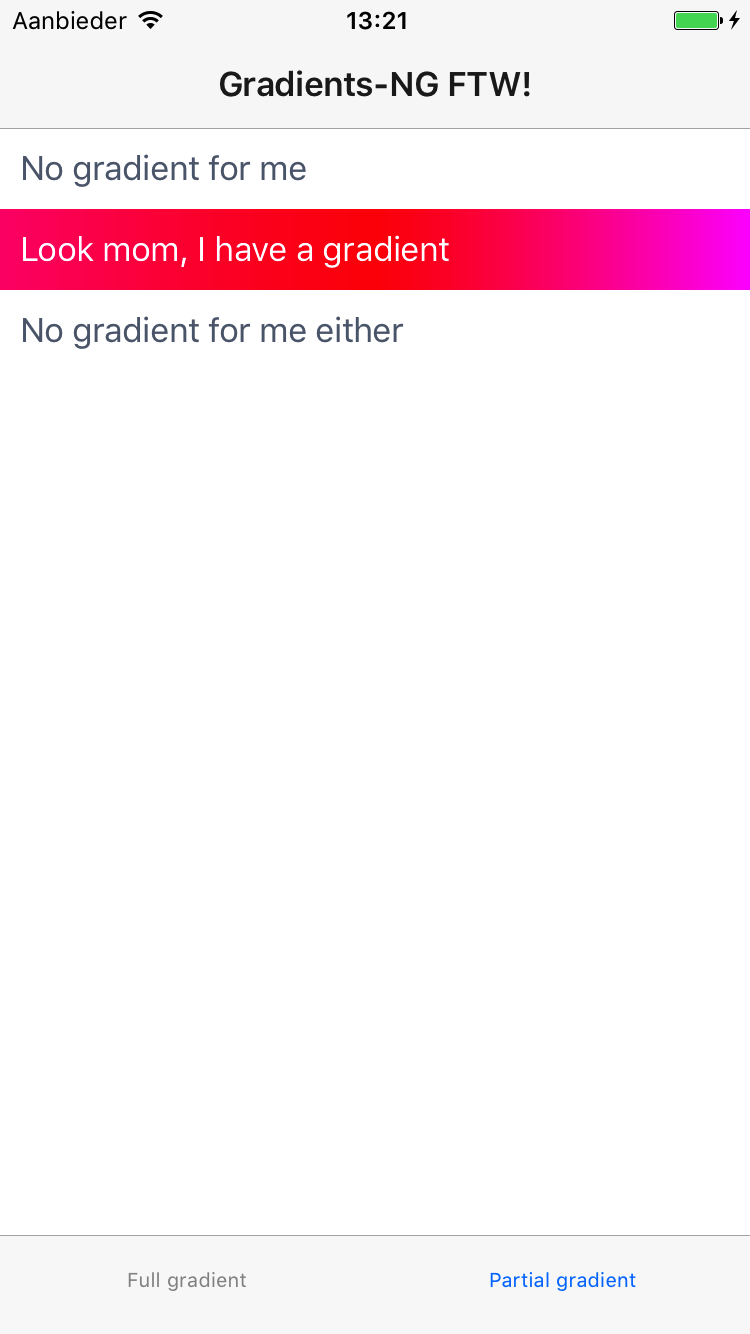 Aanbieder 13:21
Gradients-NG FTW!
No gradient for me
Look mom, I have a gradient
No gradient for me either
Full gradient Partial gradient